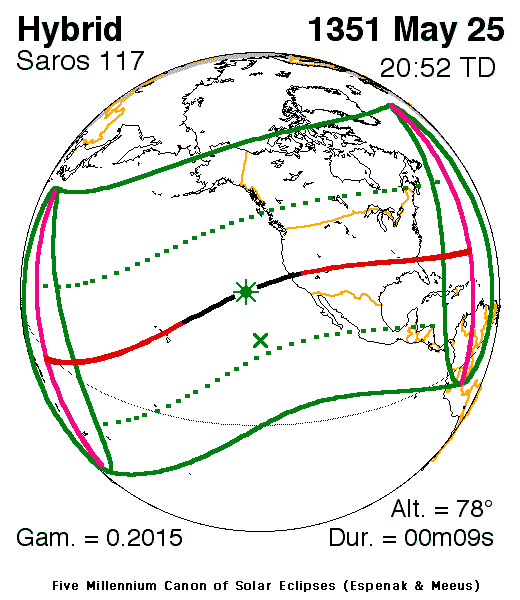 Hybrid 1351 May 25
Saros 117 20:52 TD
Alt. = 78°
Gam. = 0.2015 Dur. = 00m09s
Five Millennium Canon of Solar Eclipses (Espenak & Meeus)